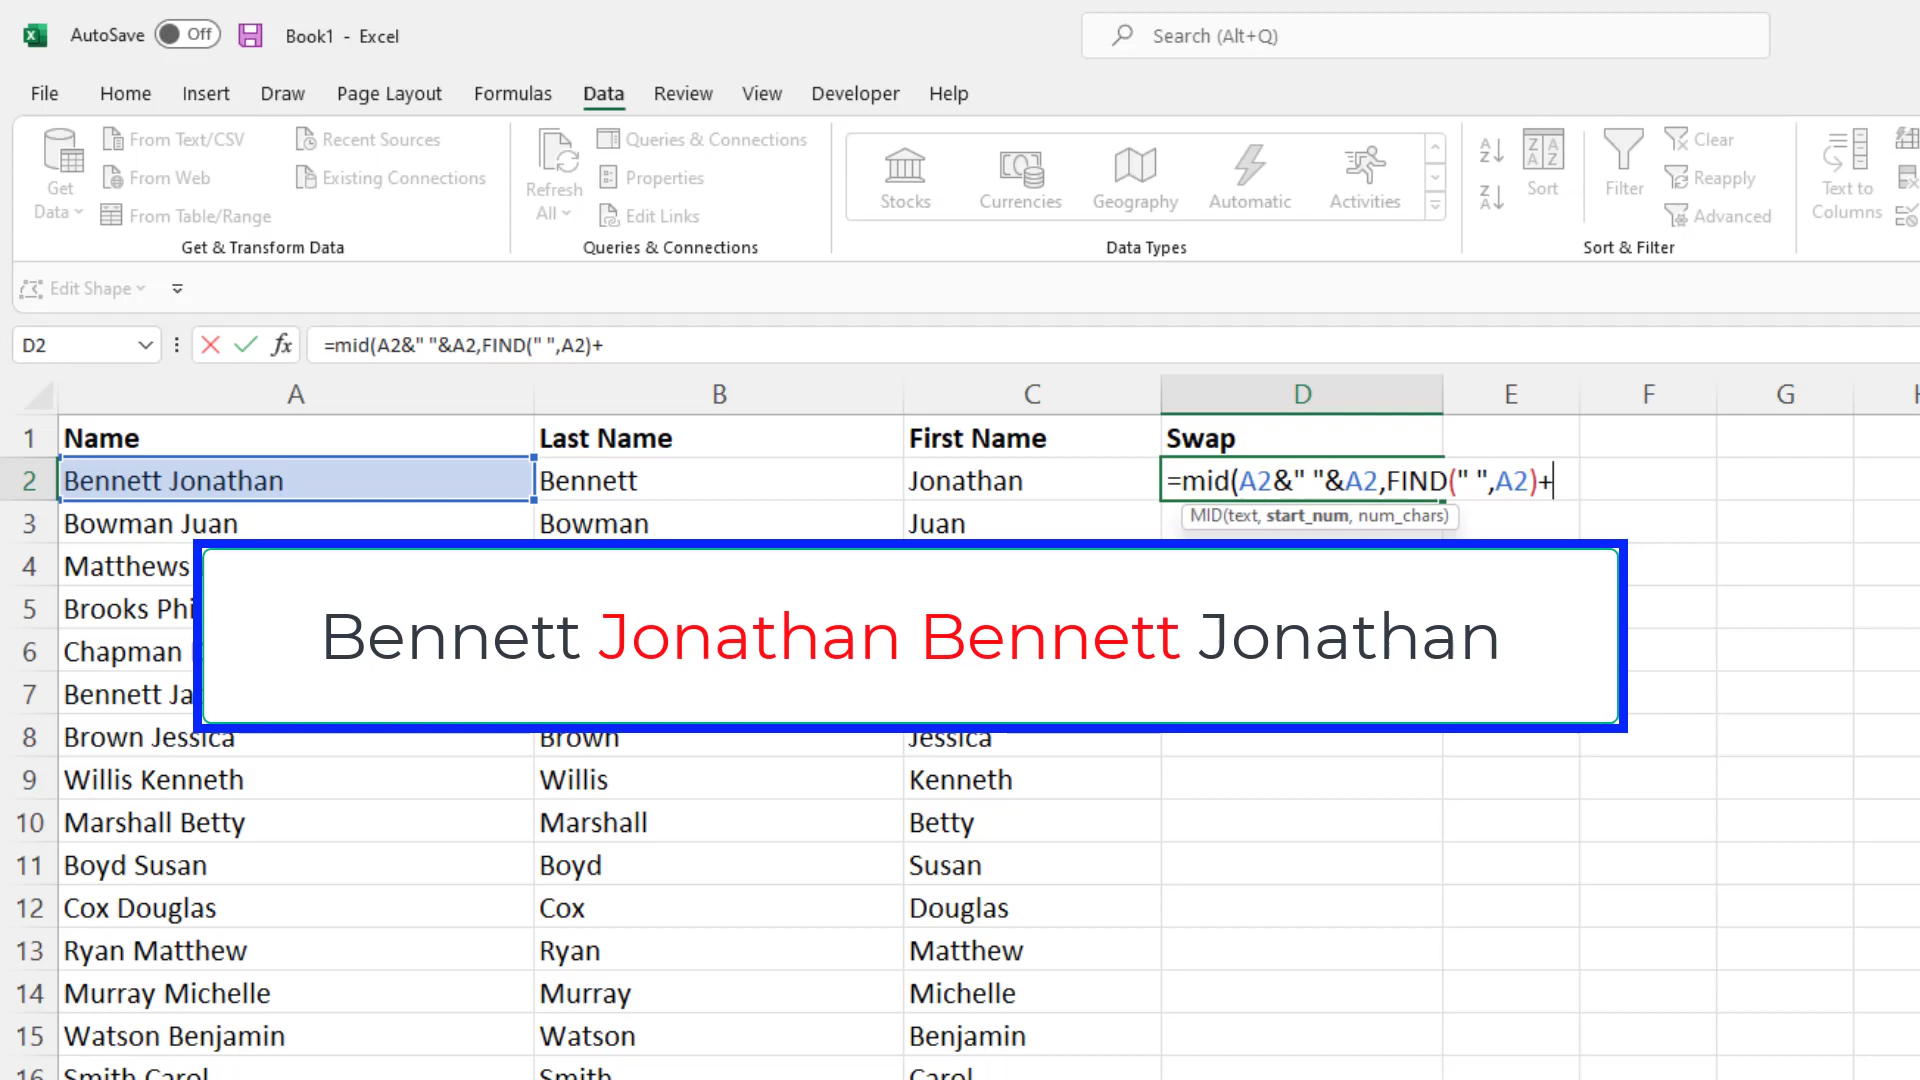 AutoSave Off Book1 - Excel Search (Alt+Q)
File Home Insert Draw Page Layout Formulas Data Review View Developer Help
Get Data
From Text/CSV
From Web
From Table/Range
Recent Sources
Existing Connections
Get & Transform Data
Refresh All
Queries & Connections
Properties
Edit Links
Queries & Connections
Stocks Currencies Geography Automatic Activities
Data Types
Sort
Filter
Clear
Reapply
Advanced
Sort & Filter
Text to Columns
Edit Shape
D2 fx =mid(A2&" "&A2,FIND(" ",A2)+
A B C D E F G
1 Name Last Name First Name Swap
2 Bennett Jonathan Bennett Jonathan =mid(A2&" "&A2,FIND(" ",A2)+
MID(text, start_num, num_chars)
3 Bowman Juan Bowman Juan
4 Matthews
5 Brooks Phi
6 Chapman
7 Bennett Ja
Bennett Jonathan Bennett Jonathan
8 Brown Jessica Brown Jessica
9 Willis Kenneth Willis Kenneth
10 Marshall Betty Marshall Betty
11 Boyd Susan Boyd Susan
12 Cox Douglas Cox Douglas
13 Ryan Matthew Ryan Matthew
14 Murray Michelle Murray Michelle
15 Watson Benjamin Watson Benjamin
16 Smith Carol Smith Carol